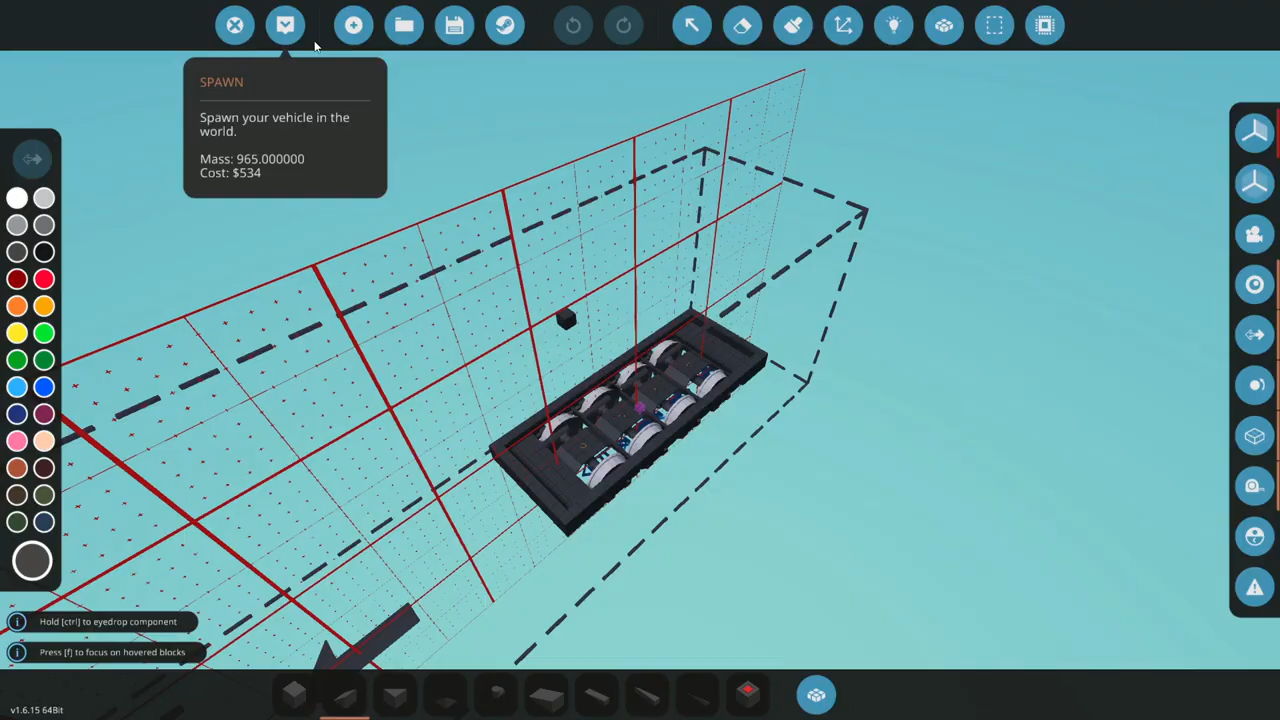 SPAWN
Spawn your vehicle in the
world.
Mass: 965.000000
Cost: $534
Hold [ctrl] to eyedrop component
Press [f] to focus on hovered blocks
v1.6.15 64Bit